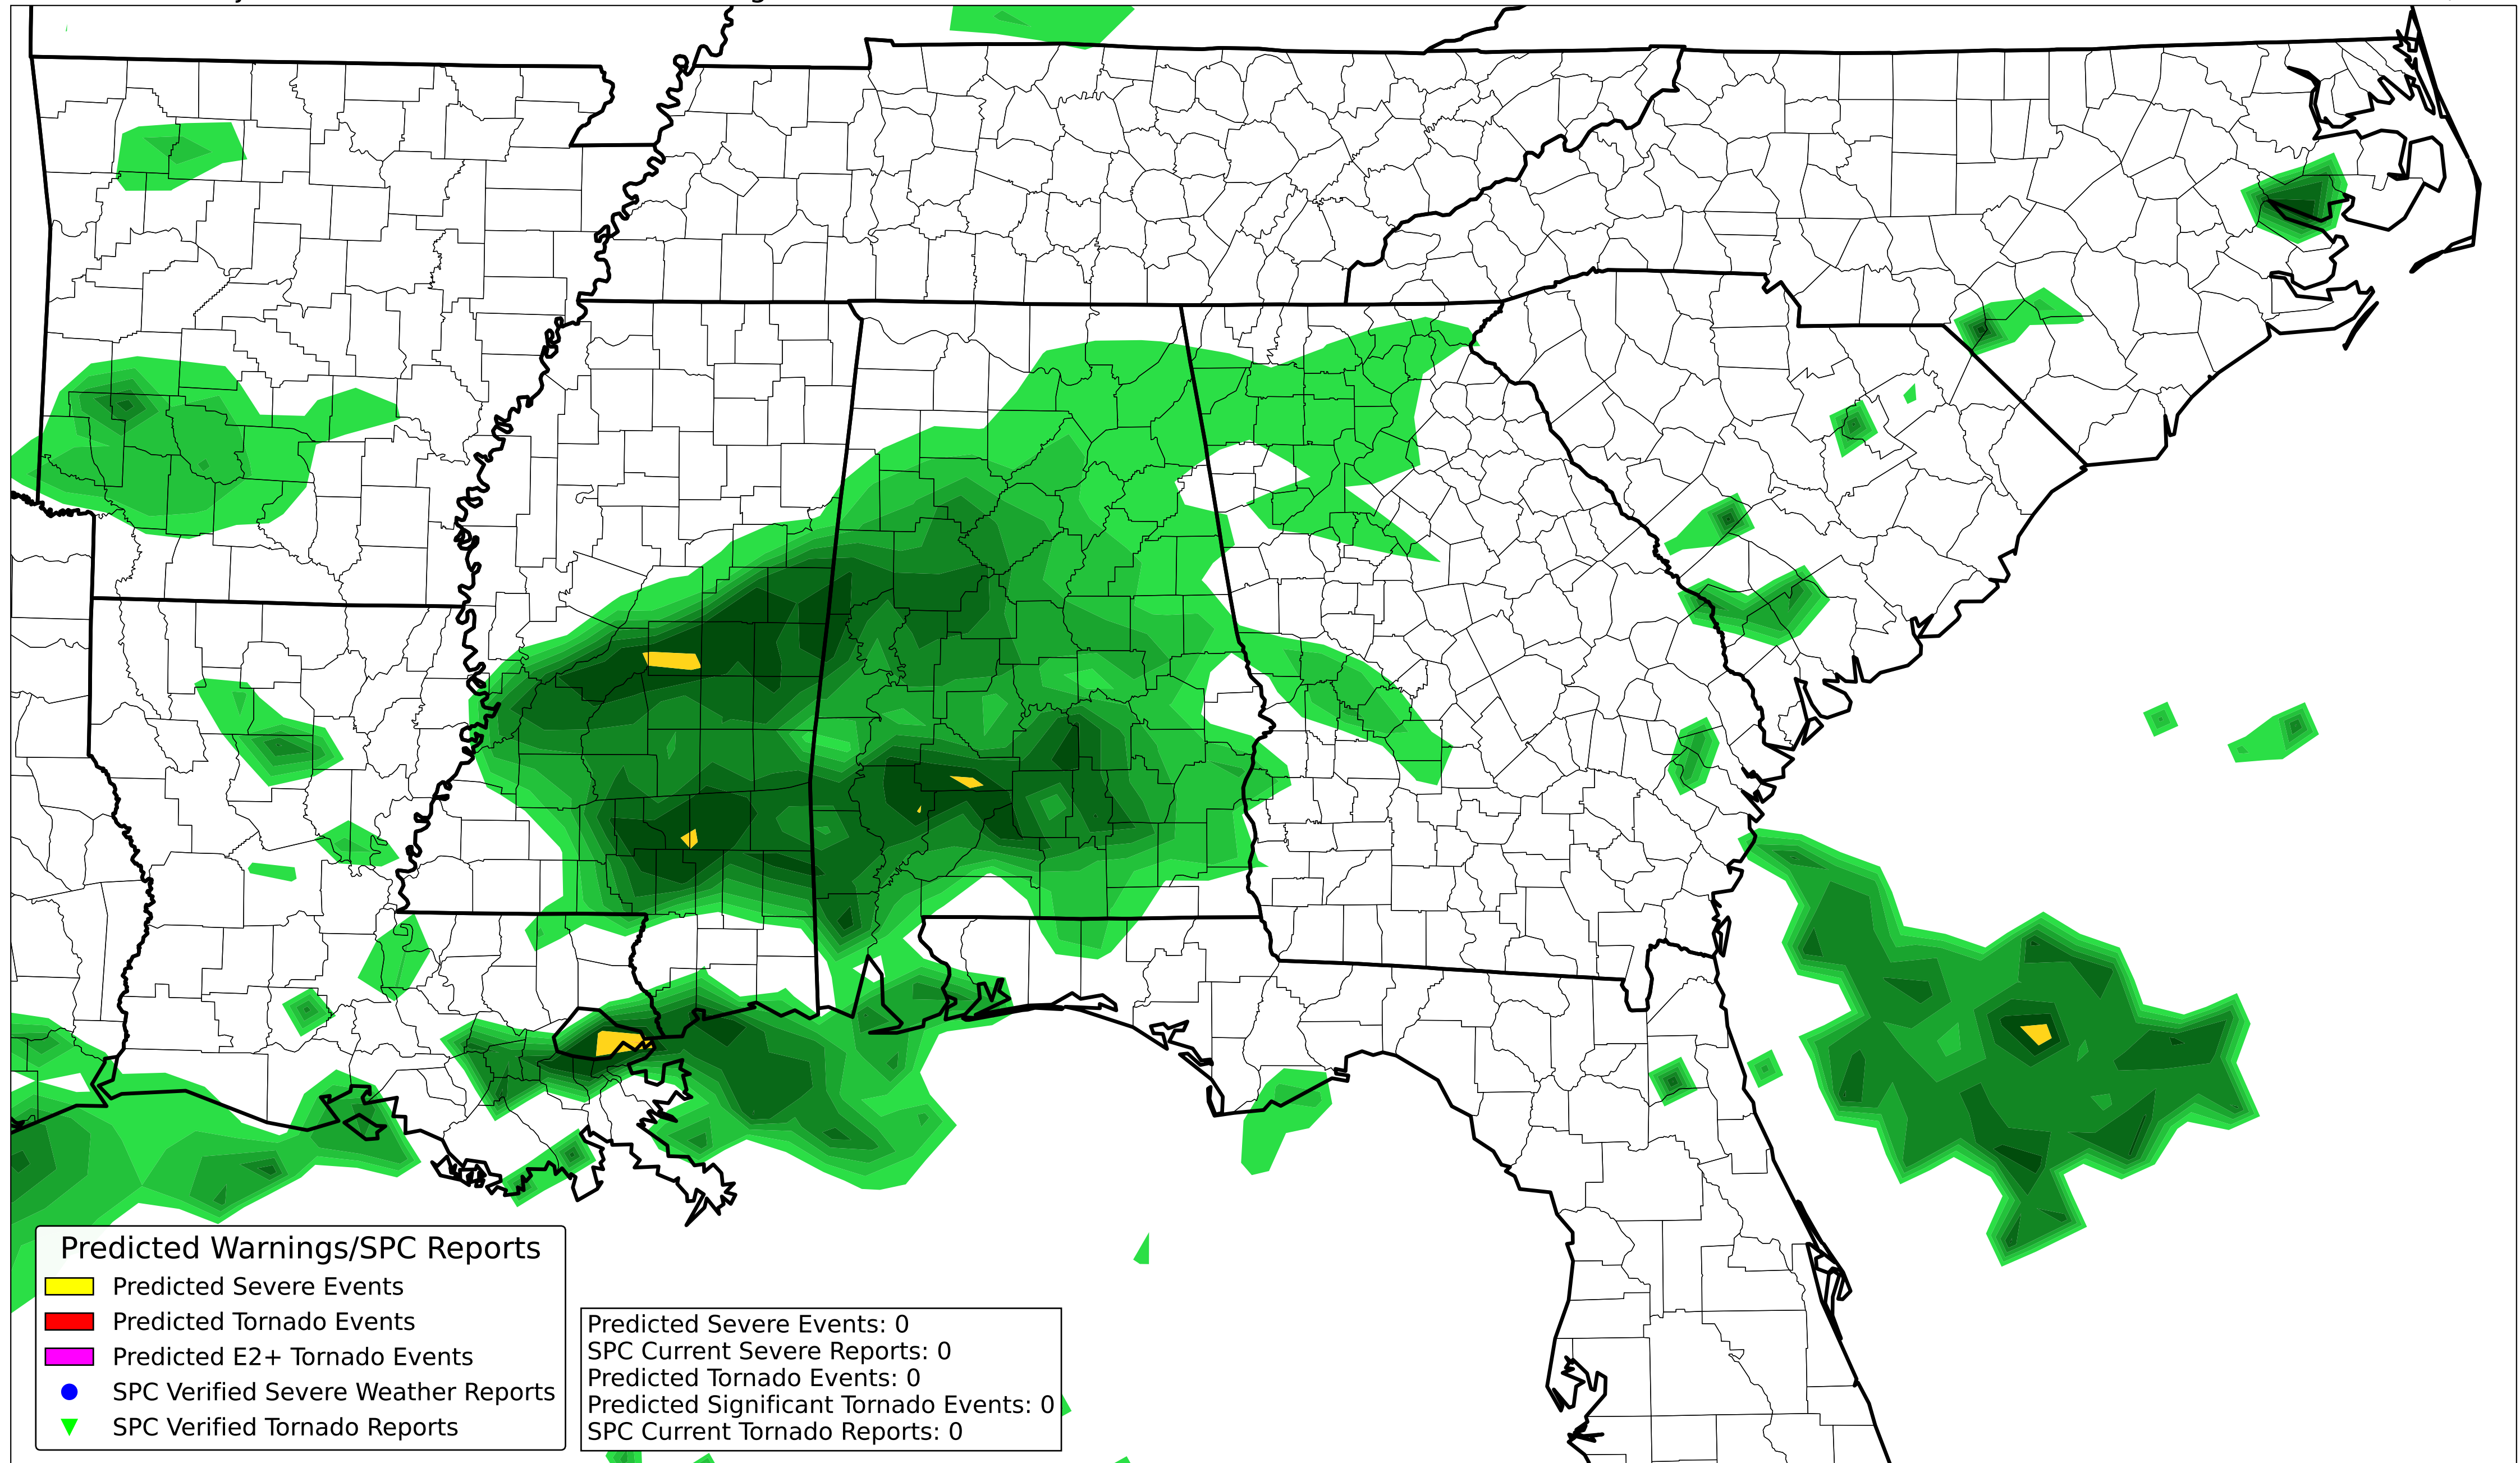 Predicted Warnings/SPC Reports
Predicted Severe Events
Predicted Tornado Events
Predicted E2+ Tornado Events
SPC Verified Severe Weather Reports
SPC Verified Tornado Reports
Predicted Severe Events: 0
SPC Current Severe Reports: 0
Predicted Tornado Events: 0
Predicted Significant Tornado Events: 0
SPC Current Tornado Reports: 0